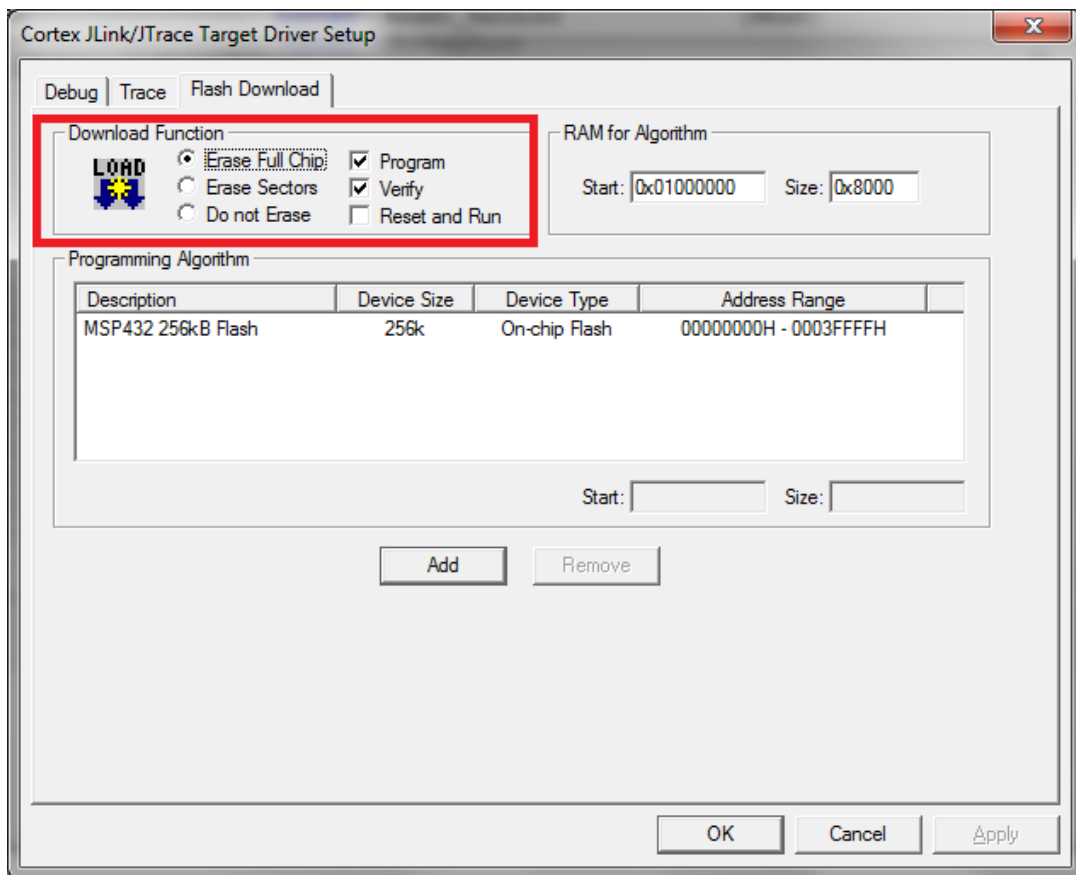 Cortex JLink/JTrace Target Driver Setup
Debug Trace Flash Download
Download Function
LOAD
Erase Full Chip
Erase Sectors
Do not Erase
Program
Verify
Reset and Run
RAM for Algorithm
Start: 0x01000000 Size: 0x8000
Programming Algorithm
Description Device Size Device Type Address Range
MSP432 256kB Flash 256k On-chip Flash 00000000H - 0003FFFFH
Start: Size:
Add Remove
OK Cancel Apply